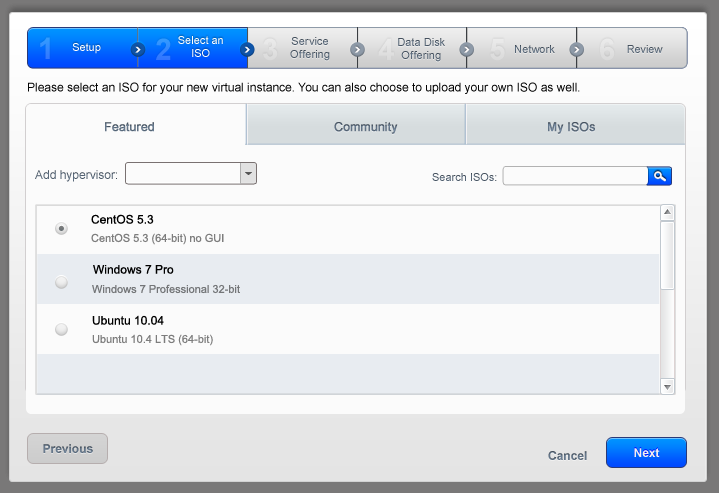 1 Setup
2 Select an
ISO
3 Service
Offering
4 Data Disk
Offering
5 Network
6 Review
Please select an ISO for your new virtual instance. You can also choose to upload your own ISO as well.
Featured
Community
My ISOs
Add hypervisor:
Search ISOs:
CentOS 5.3
CentOS 5.3 (64-bit) no GUI
Windows 7 Pro
Windows 7 Professional 32-bit
Ubuntu 10.04
Ubuntu 10.4 LTS (64-bit)
Previous
Cancel
Next